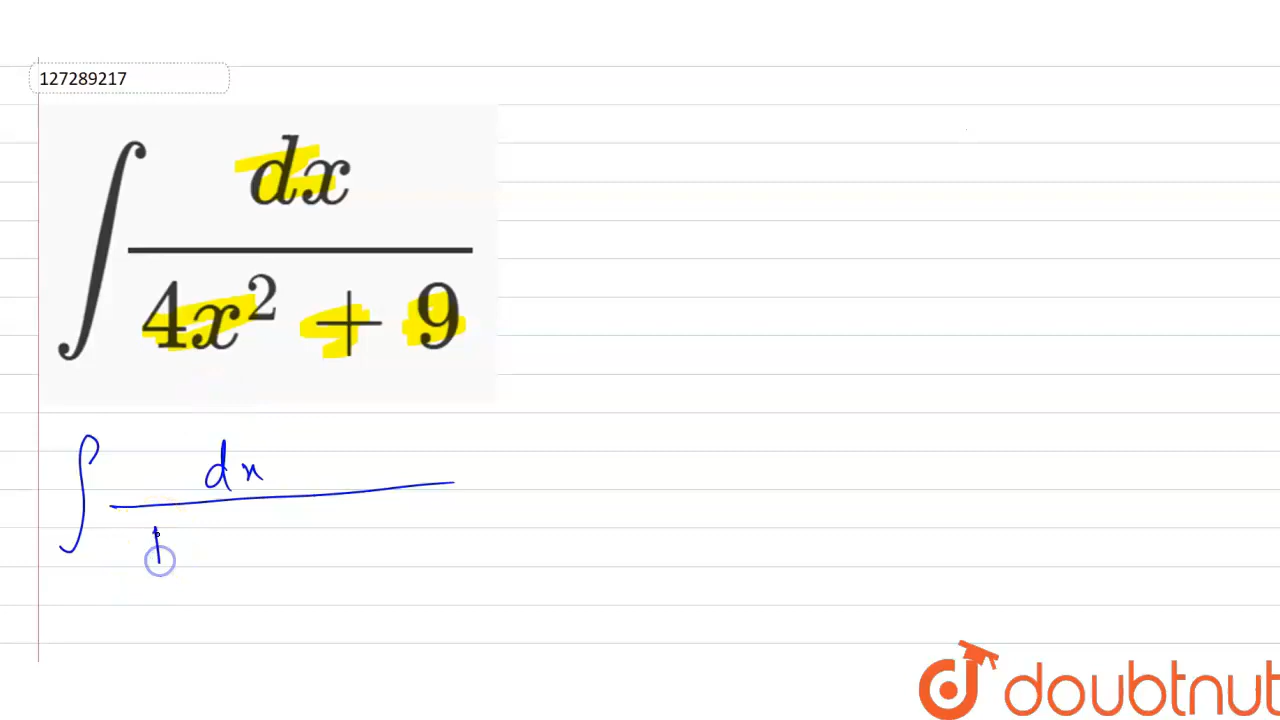 127289217
∫ dx
4x² + 9
∫ dx
doubtnut